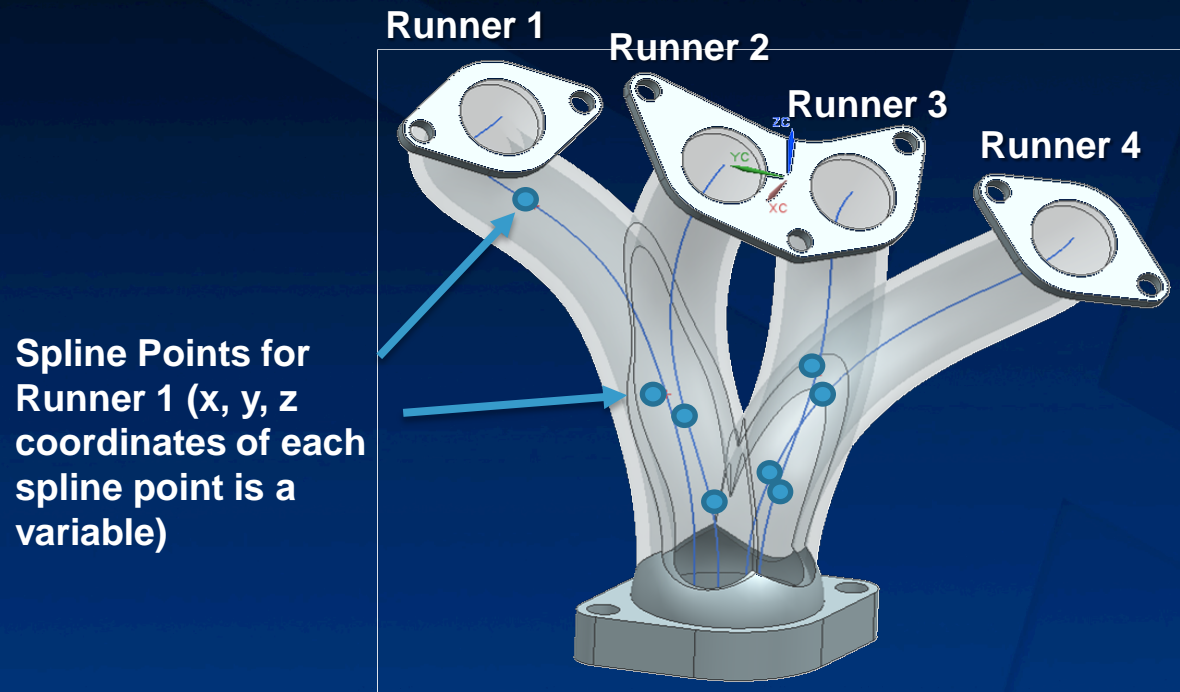 Runner 1
Runner 2
Runner 3
ZC
Runner 4
YC
XC
Spline Points for
Runner 1 (x, y, z
coordinates of each
spline point is a
variable)